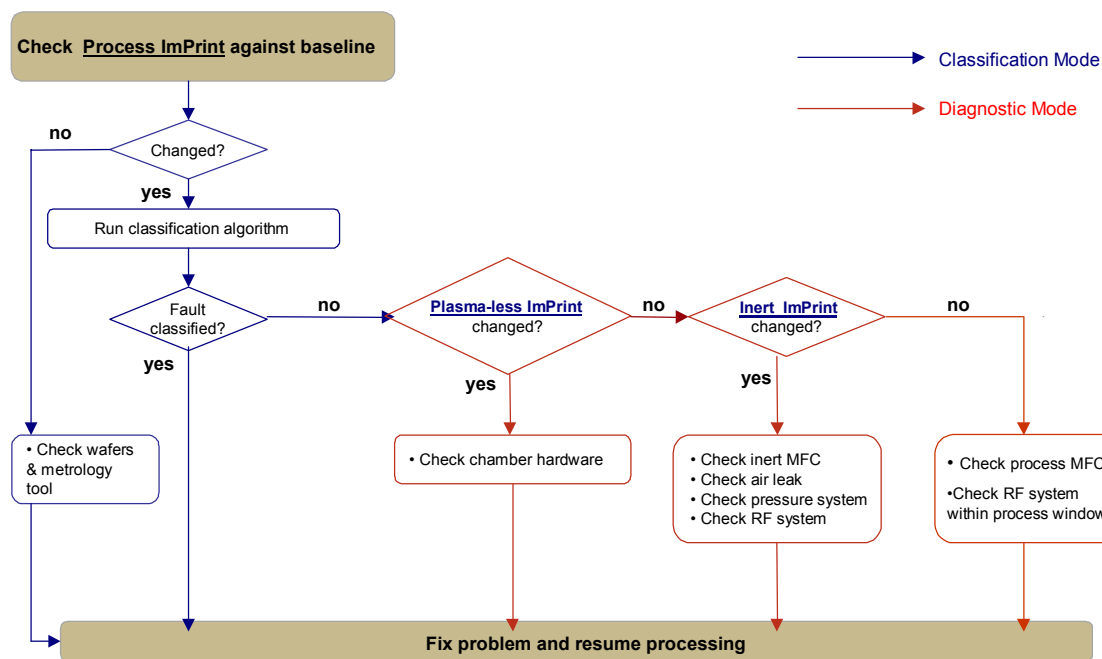 Check Process ImPrint against baseline
Classification Mode
Diagnostic Mode
no
Changed?
yes
Run classification algorithm
Fault
classified?
no
Plasma-less ImPrint
changed?
no
Inert ImPrint
changed?
no
yes
yes
yes
• Check wafers
& metrology
tool
• Check chamber hardware
• Check inert MFC
• Check air leak
• Check pressure system
• Check RF system
• Check process MFC
•Check RF system
within process window
Fix problem and resume processing